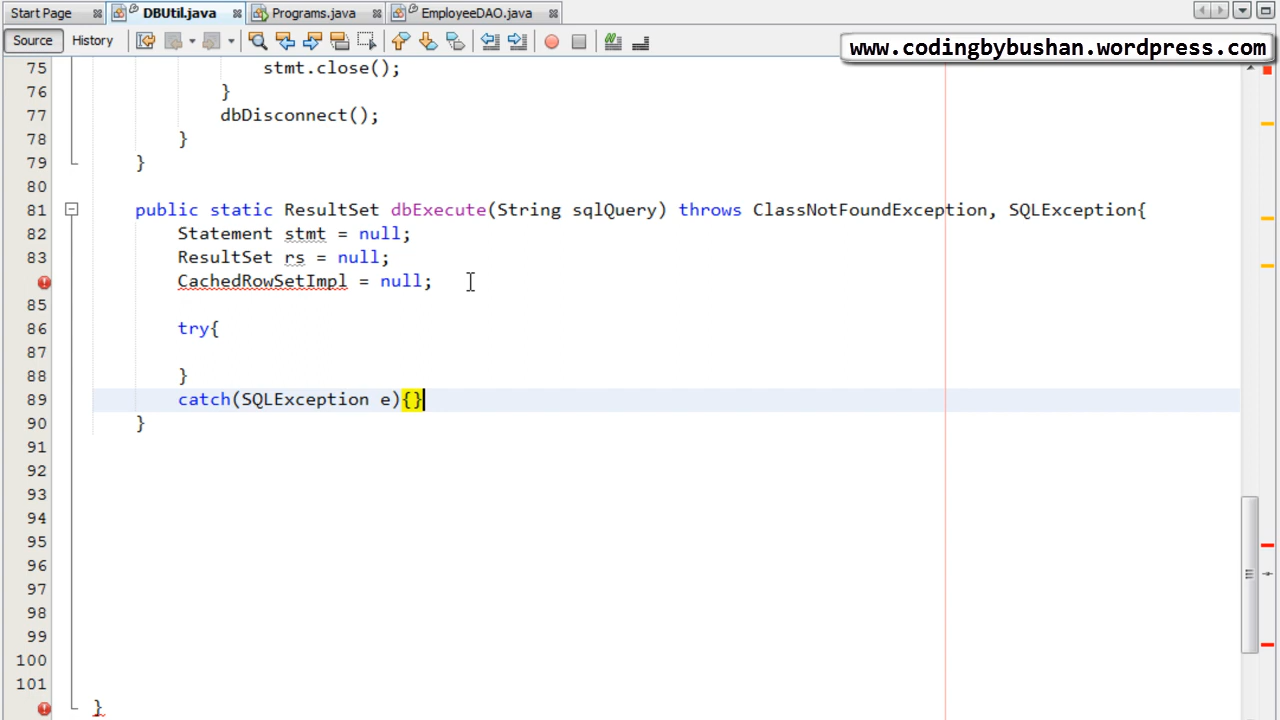 Start Page DBUtil.java Programs.java EmployeeDAO.java
Source History
www.codingbybushan.wordpress.com
75 stmt.close();
76 }
77 dbDisconnect();
78 }
79 }
80
81 public static ResultSet dbExecute(String sqlQuery) throws ClassNotFoundException, SQLException{
82 Statement stmt = null;
83 ResultSet rs = null;
CachedRowSetImpl = null;
85
86 try{
87
88 }
89 catch(SQLException e){}
90 }
91
92
93
94
95
96
97
98
99
100
101
}